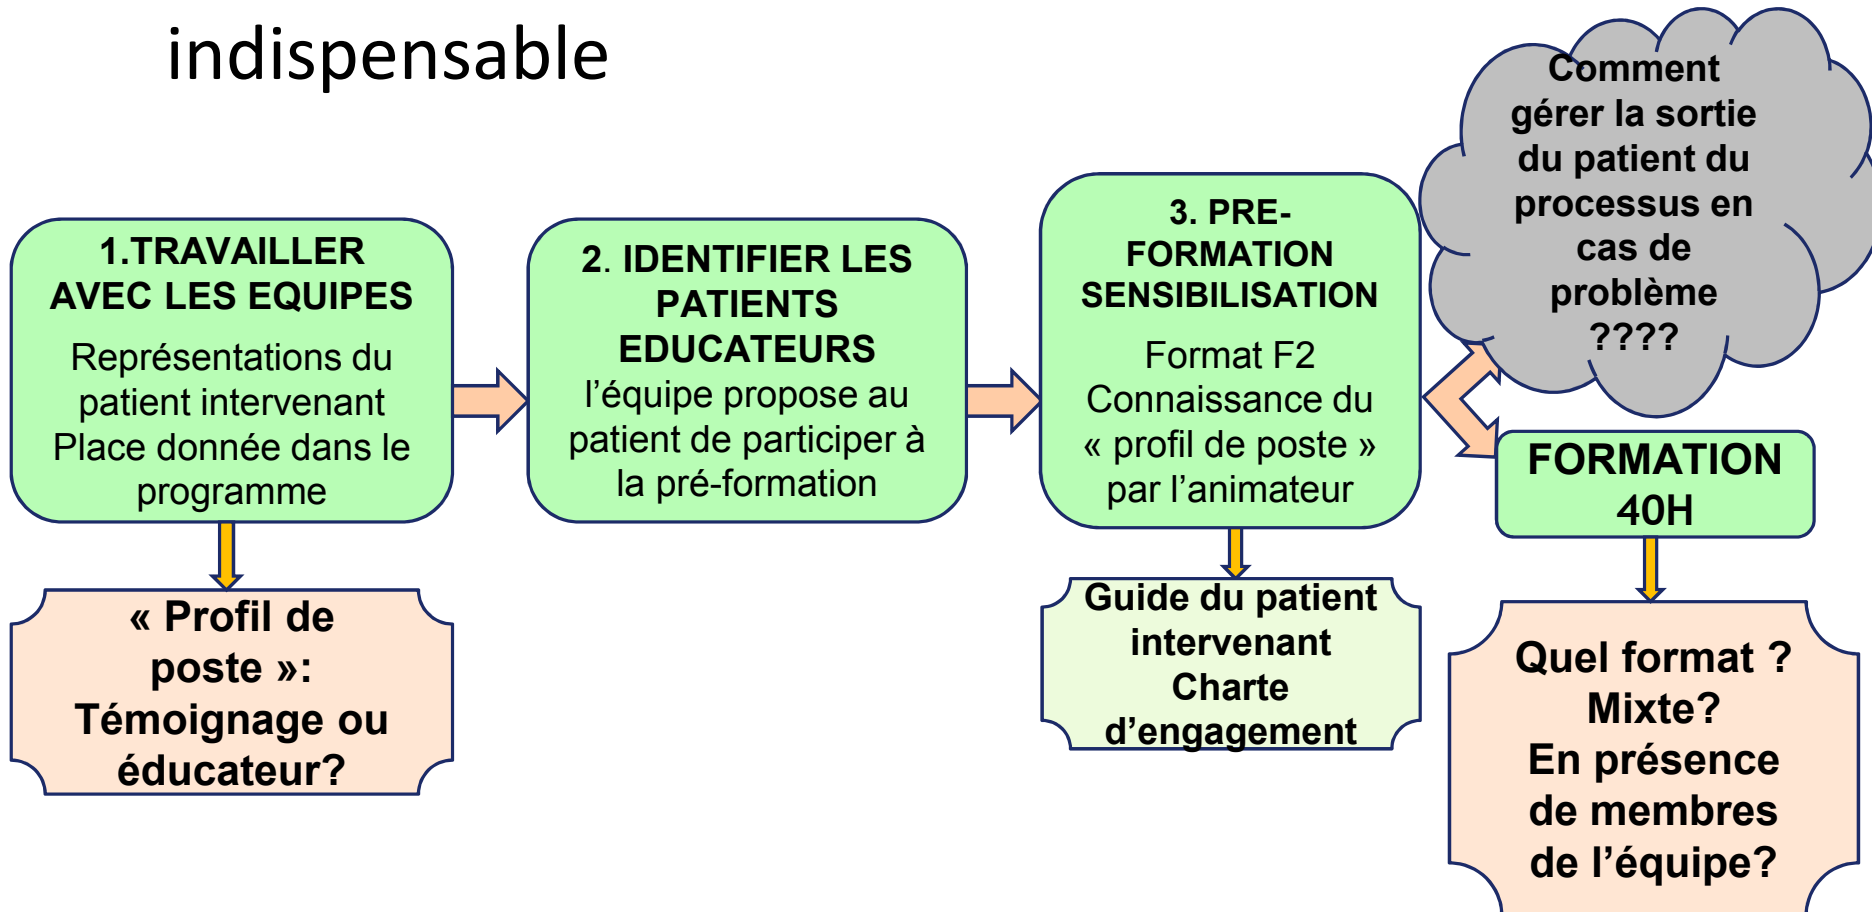 indispensable
1.TRAVAILLER
AVEC LES EQUIPES
Représentations du
patient intervenant
Place donnée dans le
programme
« Profil de
poste »:
Témoignage ou
éducateur?
2. IDENTIFIER LES
PATIENTS
EDUCATEURS
l’équipe propose au
patient de participer à
la pré-formation
3. PRE-
FORMATION
SENSIBILISATION
Format F2
Connaissance du
« profil de poste »
par l’animateur
Guide du patient
intervenant
Charte
d’engagement
Comment
gérer la sortie
du patient du
processus en
cas de
problème
????
FORMATION
40H
Quel format ?
Mixte?
En présence
de membres
de l’équipe?